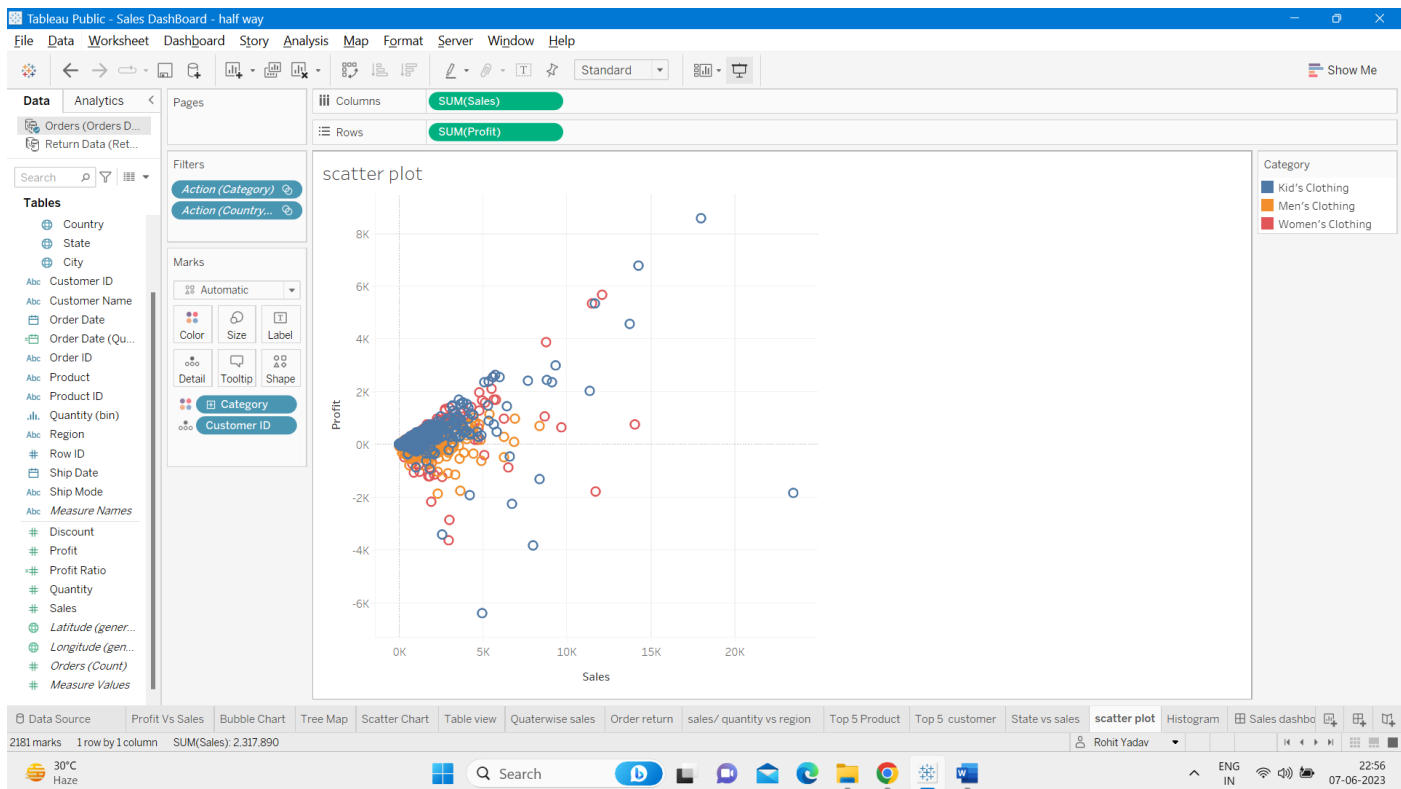 Tableau Public - Sales DashBoard - half way
File Data Worksheet Dashboard Story Analysis Map Format Server Window Help
Standard
Show Me
Data Analytics
Orders (Orders D...
Return Data (Ret...
Search
Tables
Country
State
City
Abc Customer ID
Abc Customer Name
Order Date
Order Date (Qu...
Abc Order ID
Abc Product
Abc Product ID
Quantity (bin)
Abc Region
# Row ID
Ship Date
Abc Ship Mode
Abc Measure Names
# Discount
# Profit
=# Profit Ratio
# Quantity
# Sales
Latitude (gener...
Longitude (gen...
# Orders (Count)
# Measure Values
Pages
Filters
Action (Category)
Action (Country,...
Marks
Automatic
Color Size Label
Detail Tooltip Shape
Category
Customer ID
Columns SUM(Sales)
Rows SUM(Profit)
scatter plot
8K
6K
4K
2K
0K
-2K
-4K
-6K
Profit
0K 5K 10K 15K 20K
Sales
Category
Kid's Clothing
Men's Clothing
Women's Clothing
Data Source Profit Vs Sales Bubble Chart Tree Map Scatter Chart Table view Quaterwise sales Order return sales/ quantity vs region Top 5 Product Top 5 customer State vs sales scatter plot Histogram Sales dashbo
2181 marks 1 row by 1 column SUM(Sales): 2,317,890
Rohit Yadav
30°C
Haze
Search
ENG
IN
22:56
07-06-2023